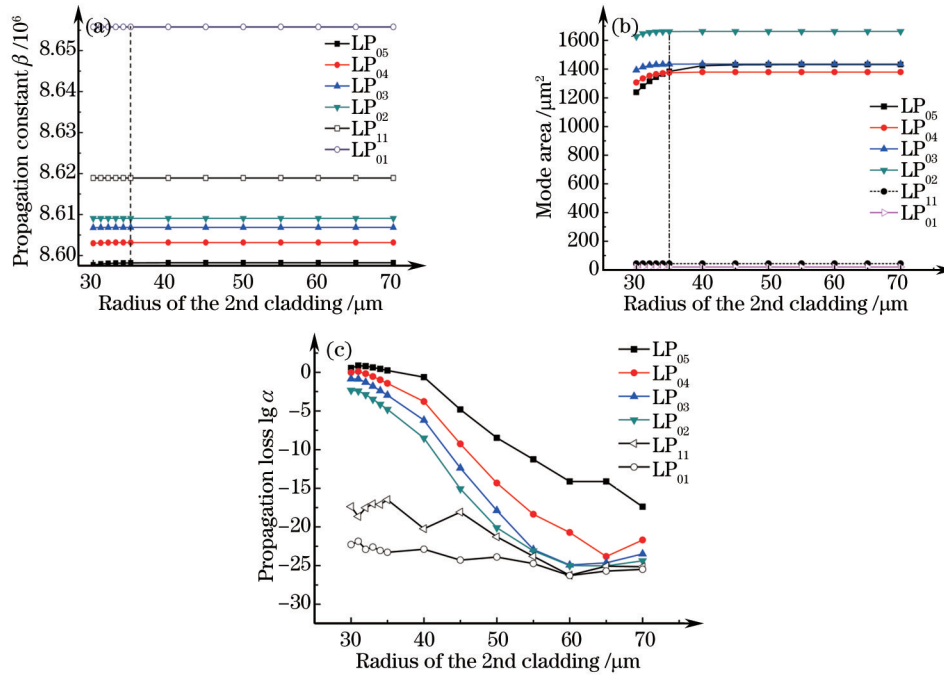 (a)
Propagation constant β /10⁶
8.65
8.64
8.63
8.62
8.61
8.60
LP₀₅
LP₀₄
LP₀₃
LP₀₂
LP₁₁
LP₀₁
30 40 50 60 70
Radius of the 2nd cladding /μm
(b)
Mode area /μm²
1600
1400
1200
1000
800
600
400
200
0
LP₀₅
LP₀₄
LP₀₃
LP₀₂
LP₁₁
LP₀₁
30 40 50 60 70
Radius of the 2nd cladding /μm
(c)
Propagation loss lg α
0
−5
−10
−15
−20
−25
−30
LP₀₅
LP₀₄
LP₀₃
LP₀₂
LP₁₁
LP₀₁
30 40 50 60 70
Radius of the 2nd cladding /μm